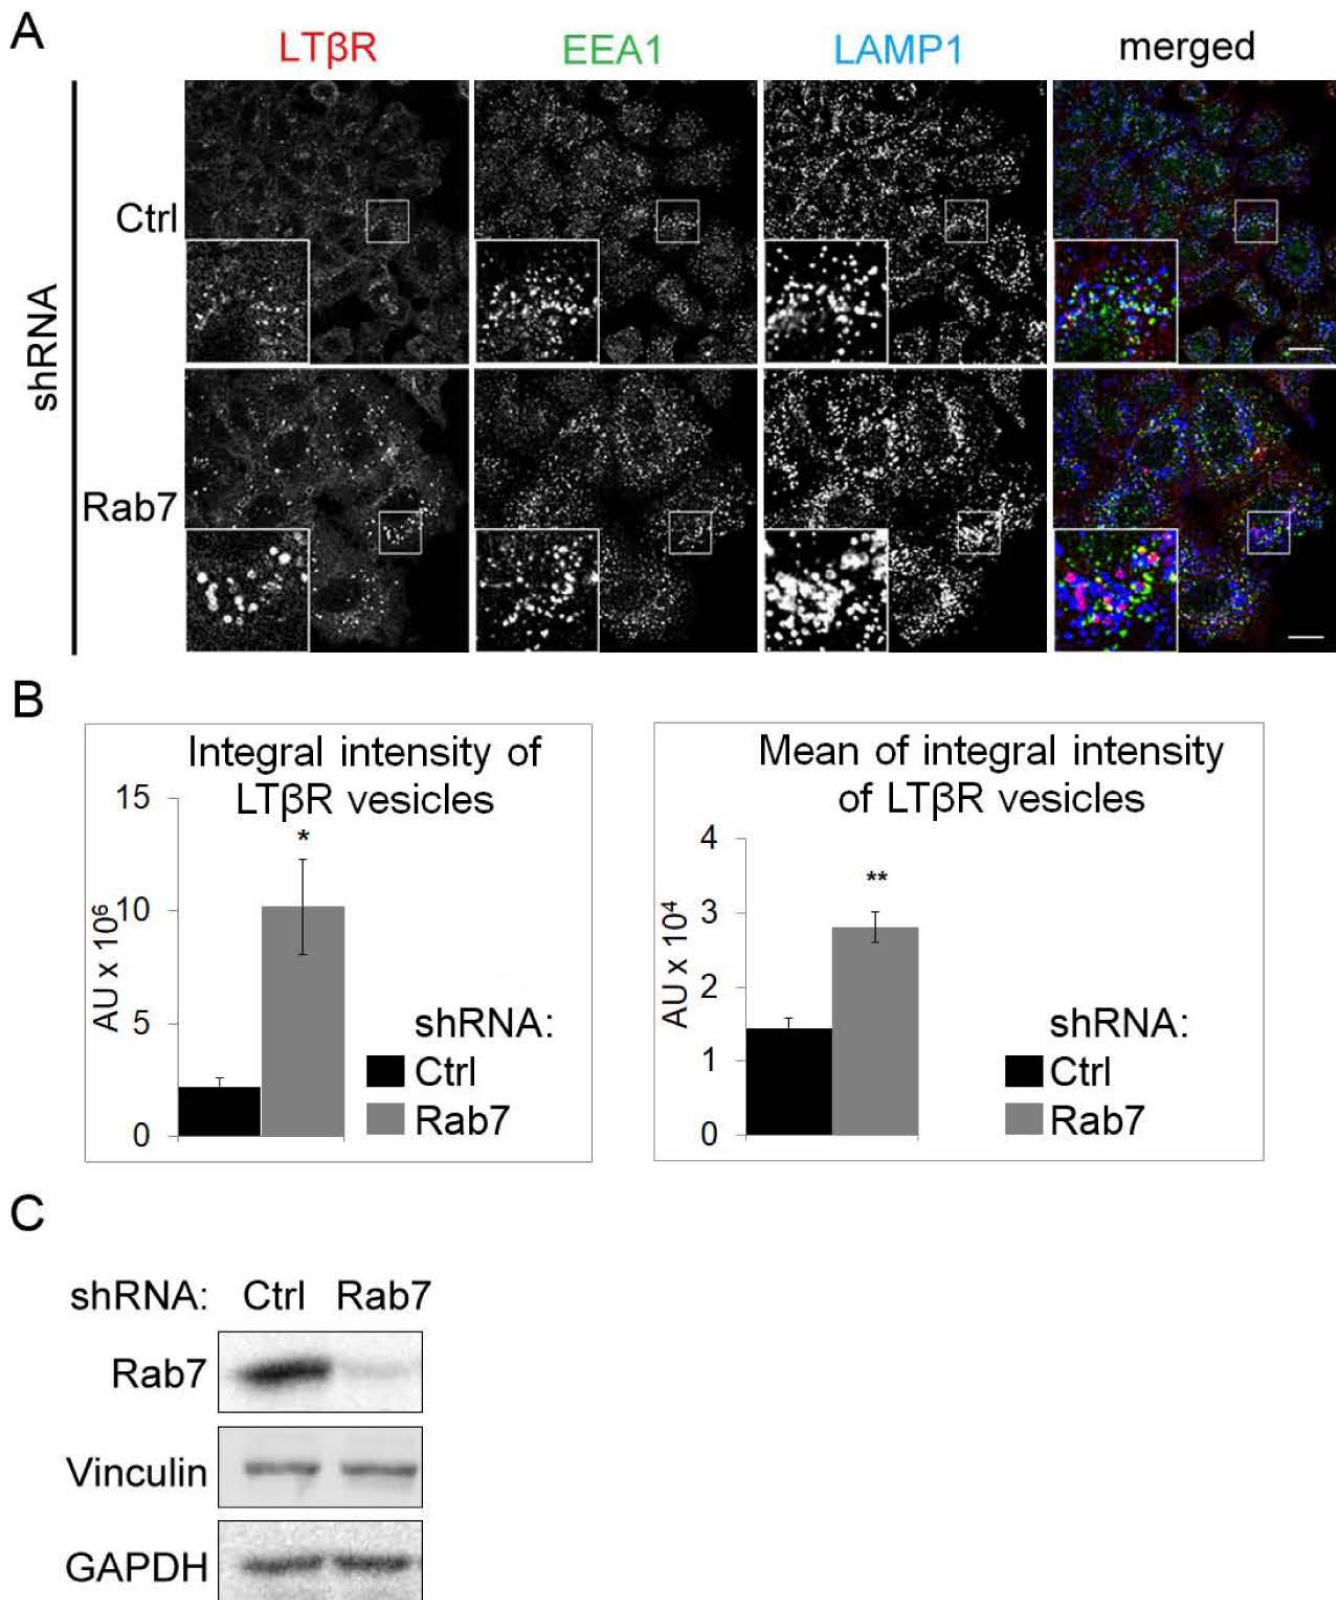 A
LTβR EEA1 LAMP1 merged
shRNA
Ctrl
Rab7
B
Integral intensity of
LTβR vesicles
15
10
5
0
AU x 10⁶
*
shRNA:
Ctrl
Rab7
Mean of integral intensity
of LTβR vesicles
4
3
2
1
0
AU x 10⁴
**
shRNA:
Ctrl
Rab7
C
shRNA: Ctrl Rab7
Rab7
Vinculin
GAPDH